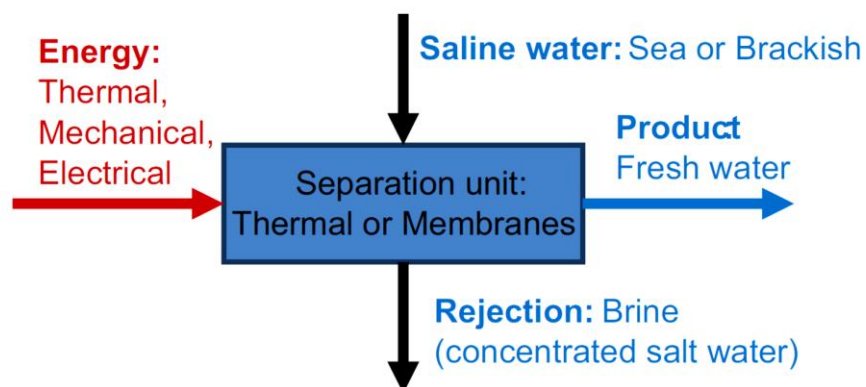 Energy:
Thermal,
Mechanical,
Electrical
Saline water: Sea or Brackish
Separation unit:
Thermal or Membranes
Product:
Fresh water
Rejection: Brine
(concentrated salt water)